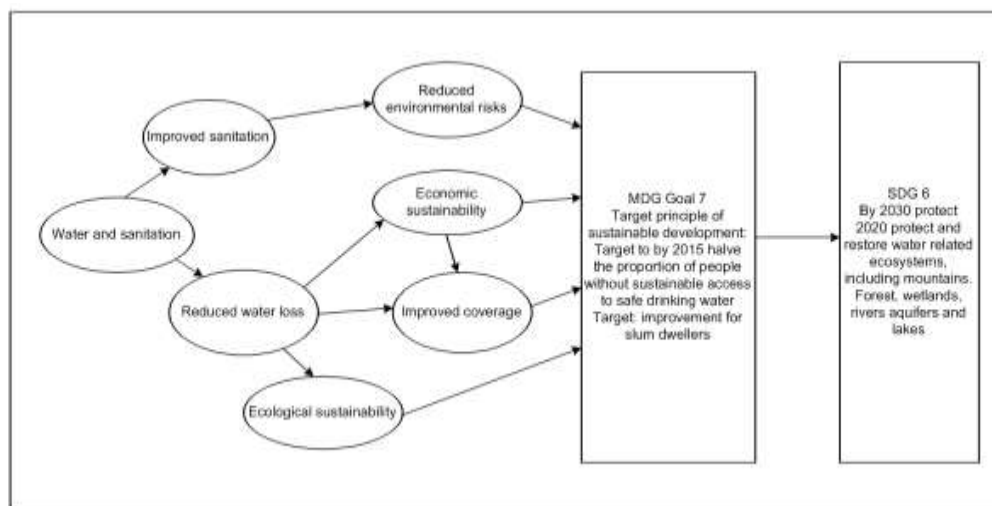 Reduced
environmental risks
Improved sanitation
Economic
sustainability
Water and sanitation
Reduced water loss
Improved coverage
Ecological sustainability
MDG Goal 7
Target principle of
sustainable development:
Target to by 2015 halve
the proportion of people
without sustainable access
to safe drinking water
Target: improvement for
slum dwellers
SDG 6
By 2030 protect
2020 protect and
restore water related
ecosystems,
including mountains.
Forest, wetlands,
rivers aquifers and
lakes